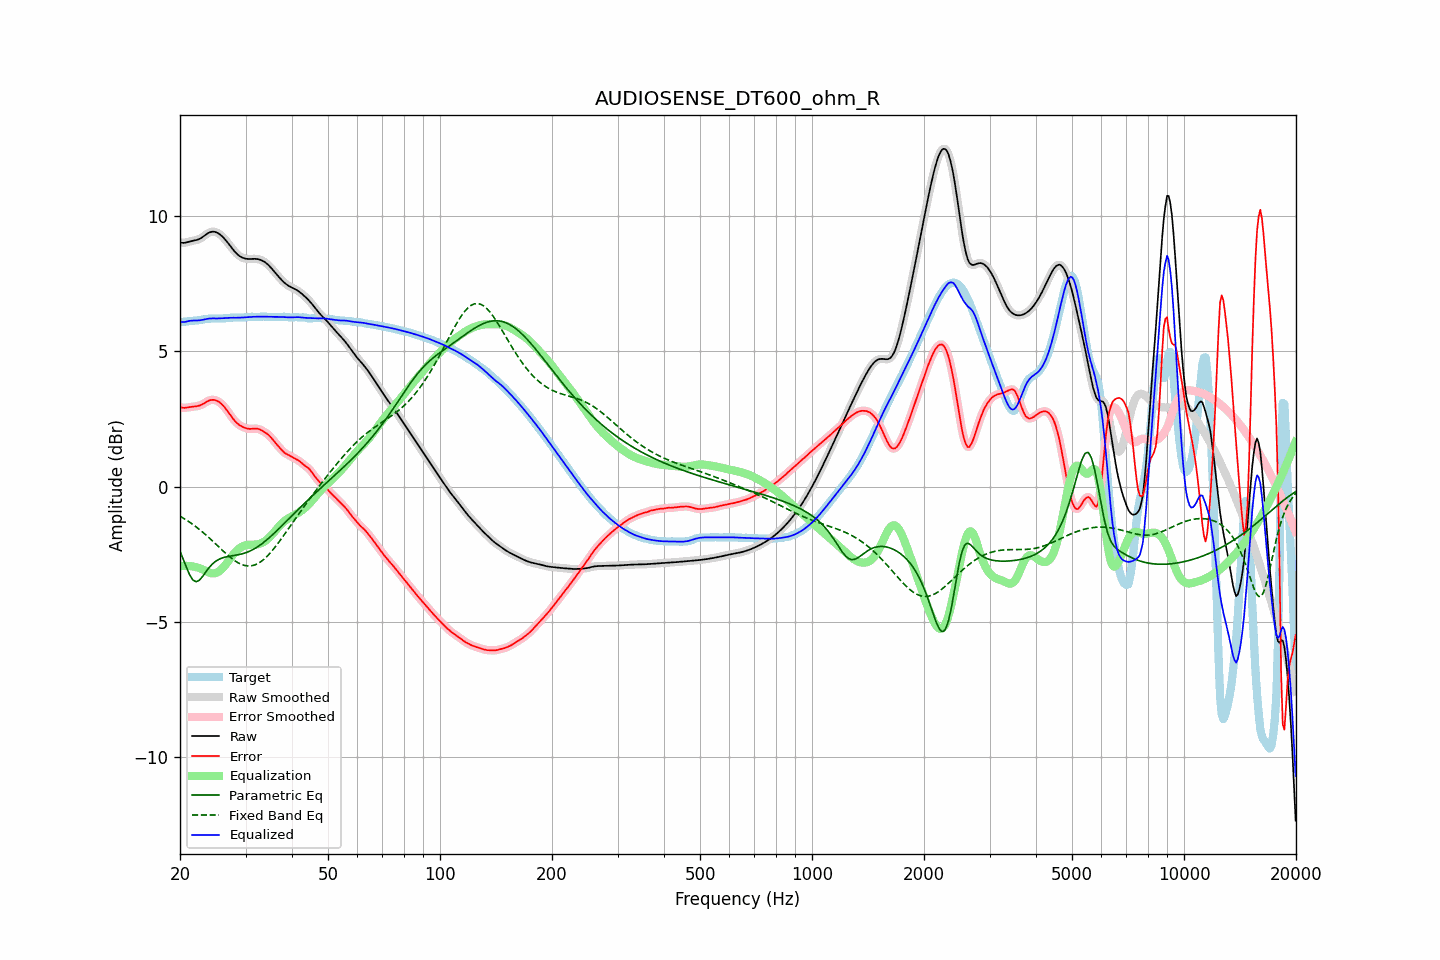 AUDIOSENSE_DT600_ohm_R
Amplitude (dBr)
10
5
0
−5
−10
Target
Raw Smoothed
Error Smoothed
Raw
Error
Equalization
Parametric Eq
Fixed Band Eq
Equalized
20
50
100
200
500
1000
2000
5000
10000
20000
Frequency (Hz)